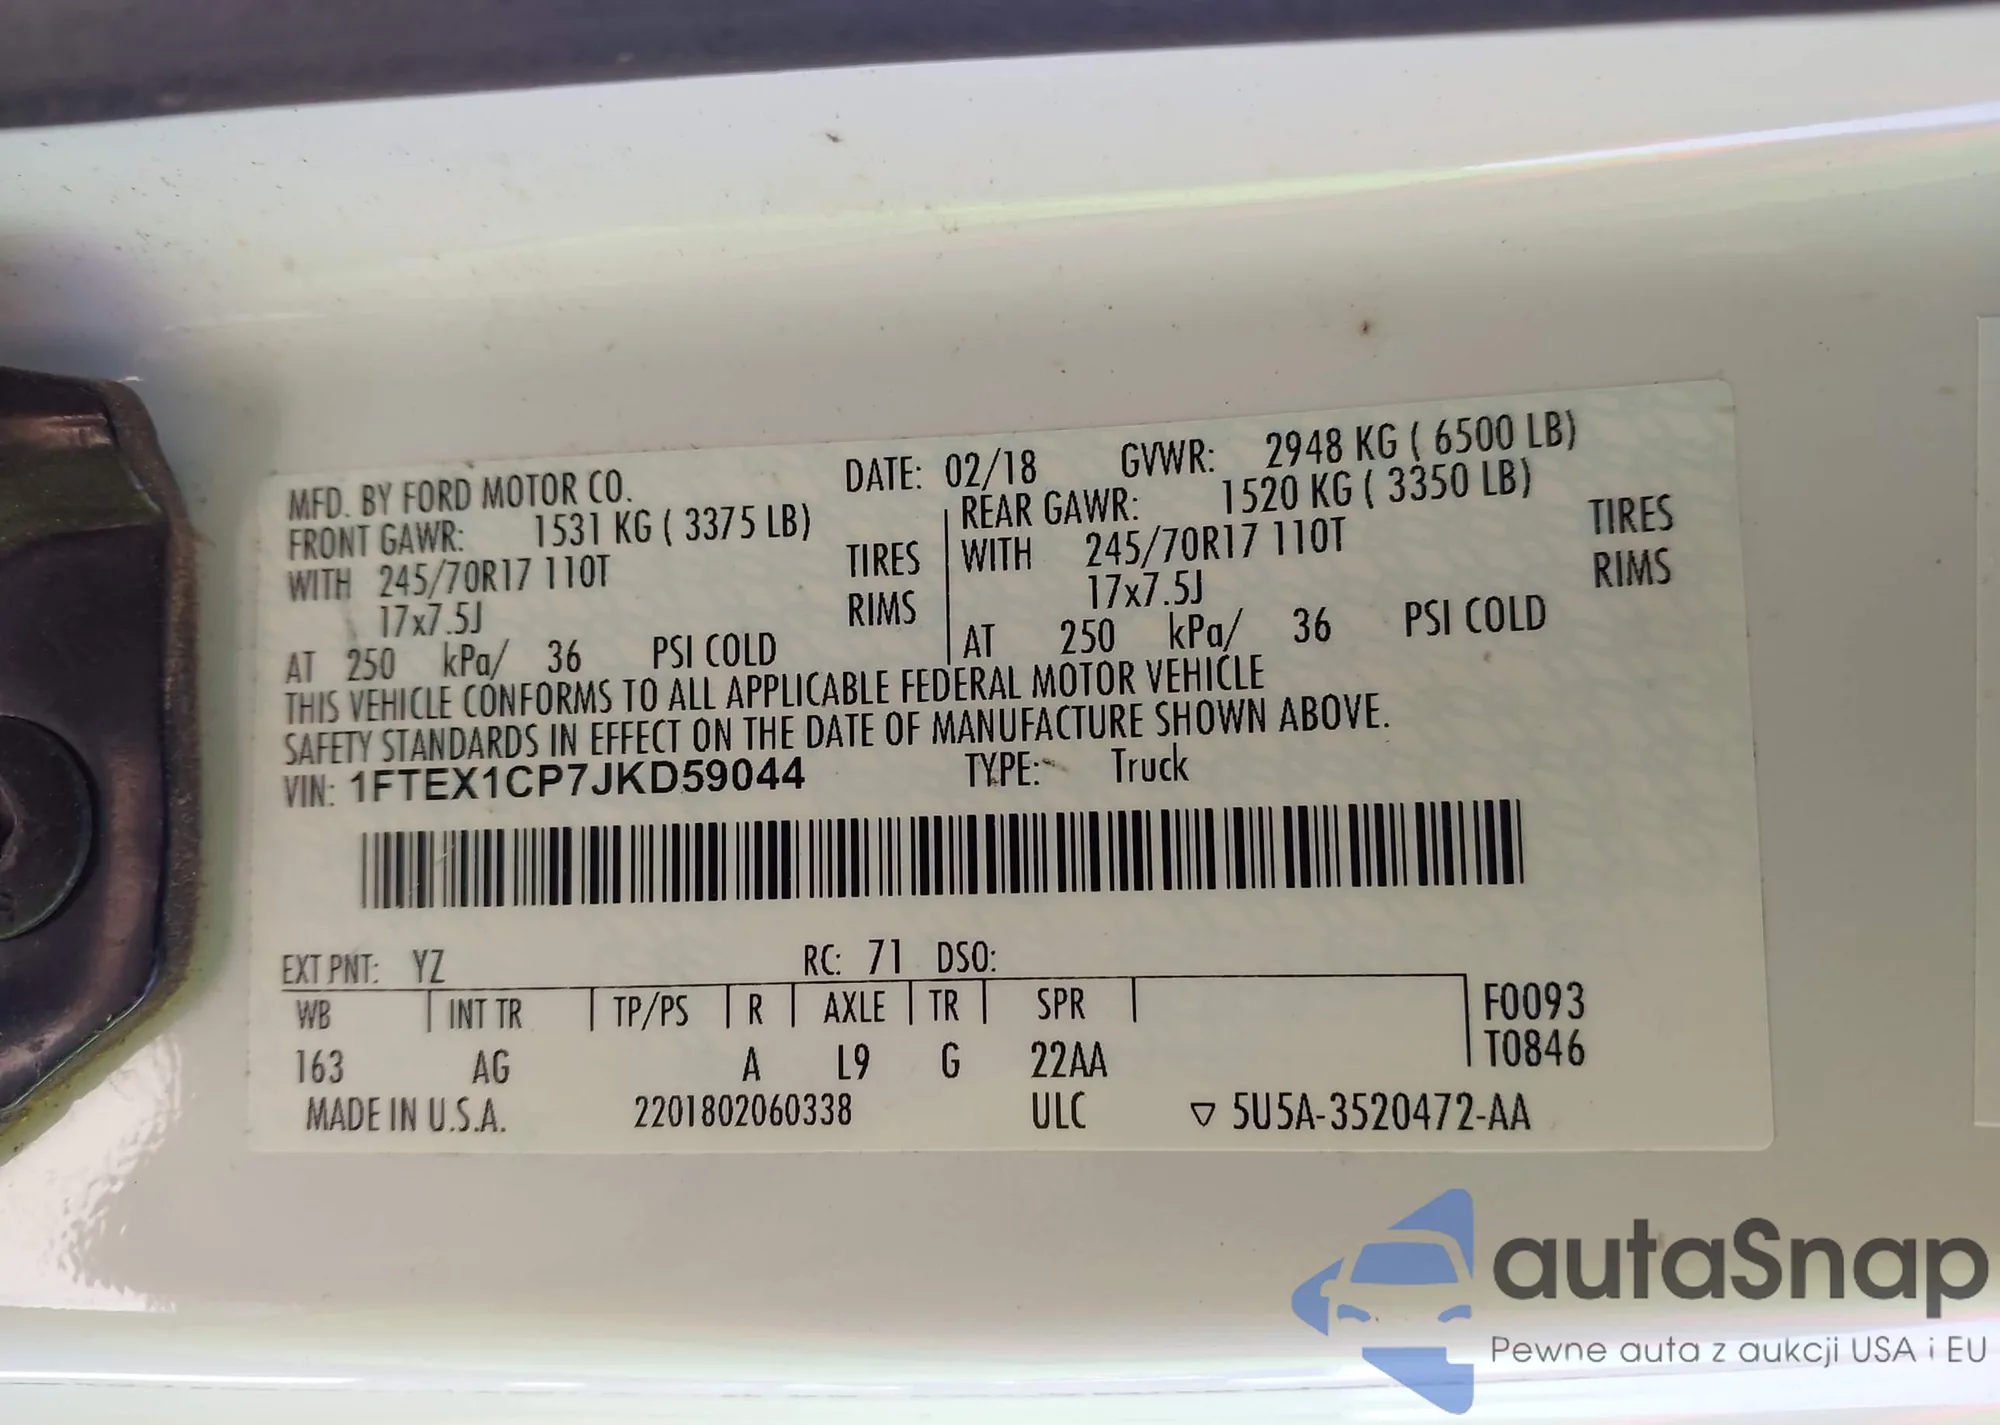 MFD. BY FORD MOTOR CO. DATE: 02/18 GVWR: 2948 KG ( 6500 LB)
FRONT GAWR: 1531 KG ( 3375 LB) REAR GAWR: 1520 KG ( 3350 LB)
WITH 245/70R17 110T TIRES WITH 245/70R17 110T TIRES
17x7.5J RIMS 17x7.5J RIMS
AT 250 kPa/ 36 PSI COLD AT 250 kPa/ 36 PSI COLD
THIS VEHICLE CONFORMS TO ALL APPLICABLE FEDERAL MOTOR VEHICLE
SAFETY STANDARDS IN EFFECT ON THE DATE OF MANUFACTURE SHOWN ABOVE.
VIN: 1FTEX1CP7JKD59044 TYPE: Truck
EXT PNT: YZ RC: 71 DSO:
WB INT TR TP/PS R AXLE TR SPR F0093
T0846
163 AG A L9 G 22AA
MADE IN U.S.A. 2201802060338 ULC ▽ 5U5A-3520472-AA
autaSnap
Pewne auta z aukcji USA i EU